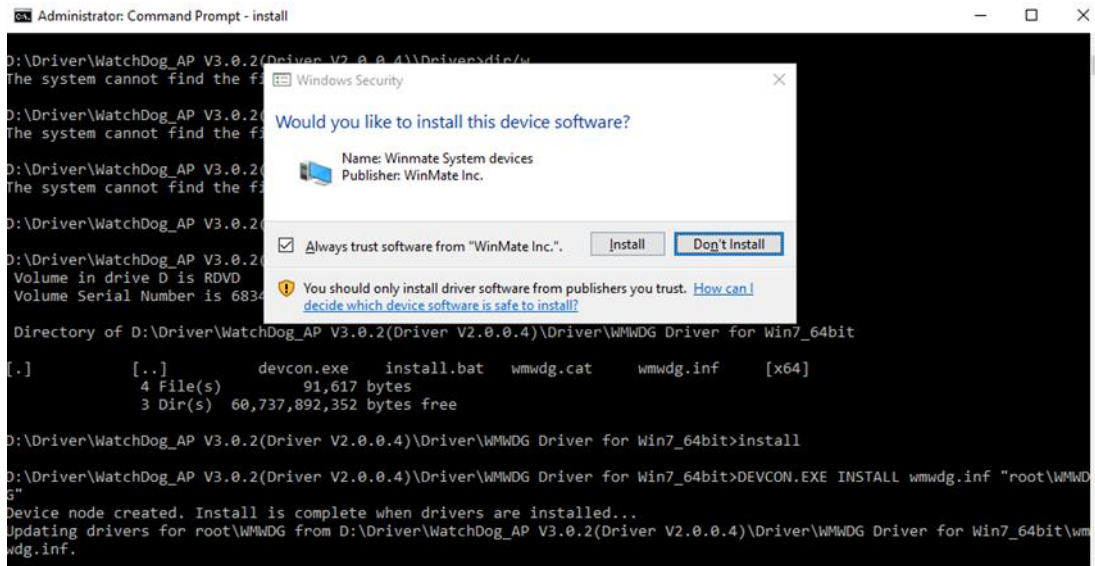 Administrator: Command Prompt - install
D:\Driver\WatchDog_AP V3.0.2(Driver V2.0.0.4)\Driver>dir/w
The system cannot find the fi
D:\Driver\WatchDog_AP V3.0.2(
The system cannot find the fi
D:\Driver\WatchDog_AP V3.0.2(
The system cannot find the fi
D:\Driver\WatchDog_AP V3.0.2(
D:\Driver\WatchDog_AP V3.0.2(
Volume in drive D is RDVD
Volume Serial Number is 6834
Windows Security
Would you like to install this device software?
Name: Winmate System devices
Publisher: WinMate Inc.
Always trust software from "WinMate Inc.".
Install
Don't Install
You should only install driver software from publishers you trust. How can I
decide which device software is safe to install?
Directory of D:\Driver\WatchDog_AP V3.0.2(Driver V2.0.0.4)\Driver\WMWDG Driver for Win7_64bit
[.] [..] devcon.exe install.bat wmwdg.cat wmwdg.inf [x64]
4 File(s) 91,617 bytes
3 Dir(s) 60,737,892,352 bytes free
D:\Driver\WatchDog_AP V3.0.2(Driver V2.0.0.4)\Driver\WMWDG Driver for Win7_64bit>install
D:\Driver\WatchDog_AP V3.0.2(Driver V2.0.0.4)\Driver\WMWDG Driver for Win7_64bit>DEVCON.EXE INSTALL wmwdg.inf "root\WMWD
G"
Device node created. Install is complete when drivers are installed...
Updating drivers for root\WMWDG from D:\Driver\WatchDog_AP V3.0.2(Driver V2.0.0.4)\Driver\WMWDG Driver for Win7_64bit\wm
wdg.inf.